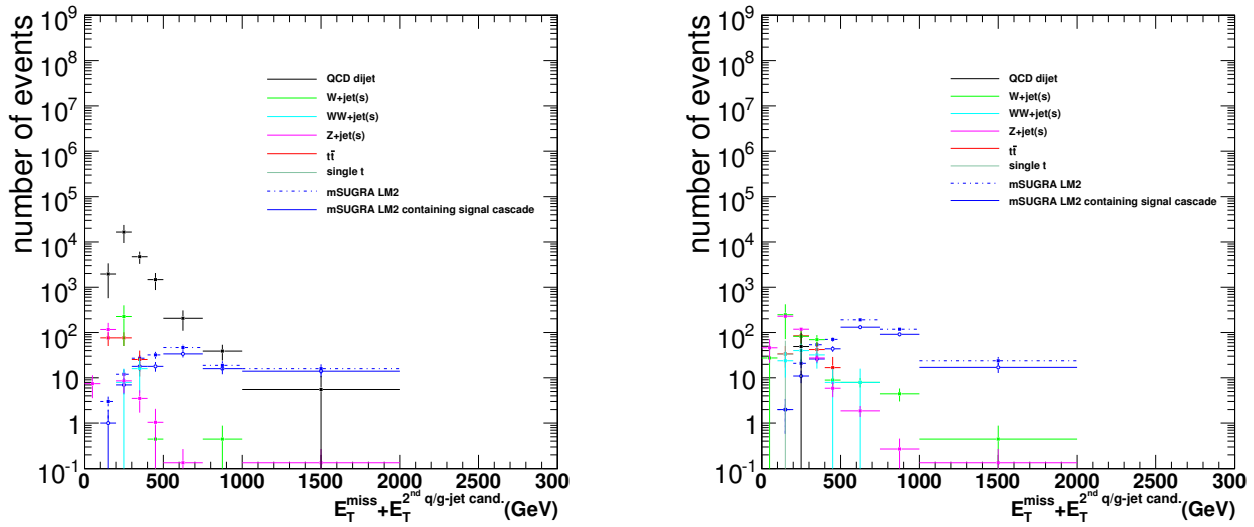 number of events
10^9
10^8
10^7
10^6
10^5
10^4
10^3
10^2
10
1
10^-1
QCD dijet
W+jet(s)
WW+jet(s)
Z+jet(s)
tt̄
single t
mSUGRA LM2
mSUGRA LM2 containing signal cascade
0 500 1000 1500 2000 2500 300
E_T^miss+E_T^2nd q/g-jet cand.(GeV)
number of events
10^9
10^8
10^7
10^6
10^5
10^4
10^3
10^2
10
1
10^-1
QCD dijet
W+jet(s)
WW+jet(s)
Z+jet(s)
tt̄
single t
mSUGRA LM2
mSUGRA LM2 containing signal cascade
0 500 1000 1500 2000 2500 300
E_T^miss+E_T^2nd q/g-jet cand.(GeV)